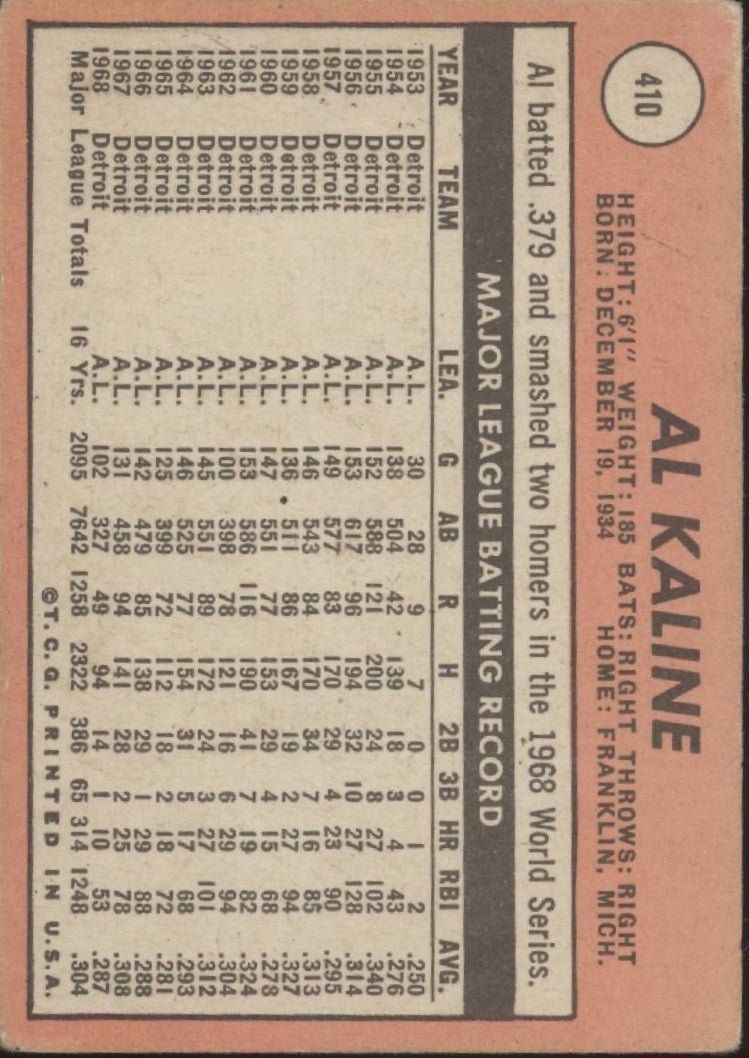 410
AL KALINE
HEIGHT: 6'1" WEIGHT: 185 BATS: RIGHT THROWS: RIGHT
BORN: DECEMBER 19, 1934 HOME: FRANKLIN, MICH.
Al batted .379 and smashed two homers in the 1968 World Series.
MAJOR LEAGUE BATTING RECORD
YEAR TEAM LEA. G AB R H 2B 3B HR RBI AVG.
1953 Detroit A.L. 30 28 9 7 0 0 1 2 .250
1954 Detroit A.L. 138 504 42 139 18 3 4 43 .276
1955 Detroit A.L. 152 588 121 200 24 8 27 102 .340
1956 Detroit A.L. 153 617 96 194 32 10 27 128 .314
1957 Detroit A.L. 149 577 83 170 29 4 23 90 .295
1958 Detroit A.L. 146 543 84 170 34 7 16 85 .313
1959 Detroit A.L. 136 511 86 167 19 2 27 94 .327
1960 Detroit A.L. 147 551 77 153 29 4 15 68 .278
1961 Detroit A.L. 153 586 116 190 41 7 19 82 .324
1962 Detroit A.L. 100 398 78 121 16 6 29 94 .304
1963 Detroit A.L. 145 551 89 172 24 3 27 101 .312
1964 Detroit A.L. 146 525 77 154 31 5 17 68 .293
1965 Detroit A.L. 125 399 72 112 18 2 18 72 .281
1966 Detroit A.L. 142 479 85 138 29 1 29 88 .288
1967 Detroit A.L. 131 458 94 141 28 2 25 78 .308
1968 Detroit A.L. 102 327 49 94 14 1 10 53 .287
Major League Totals 16 Yrs. 2095 7642 1258 2322 386 65 314 1248 .304
©T.C.G. PRINTED IN U.S.A.